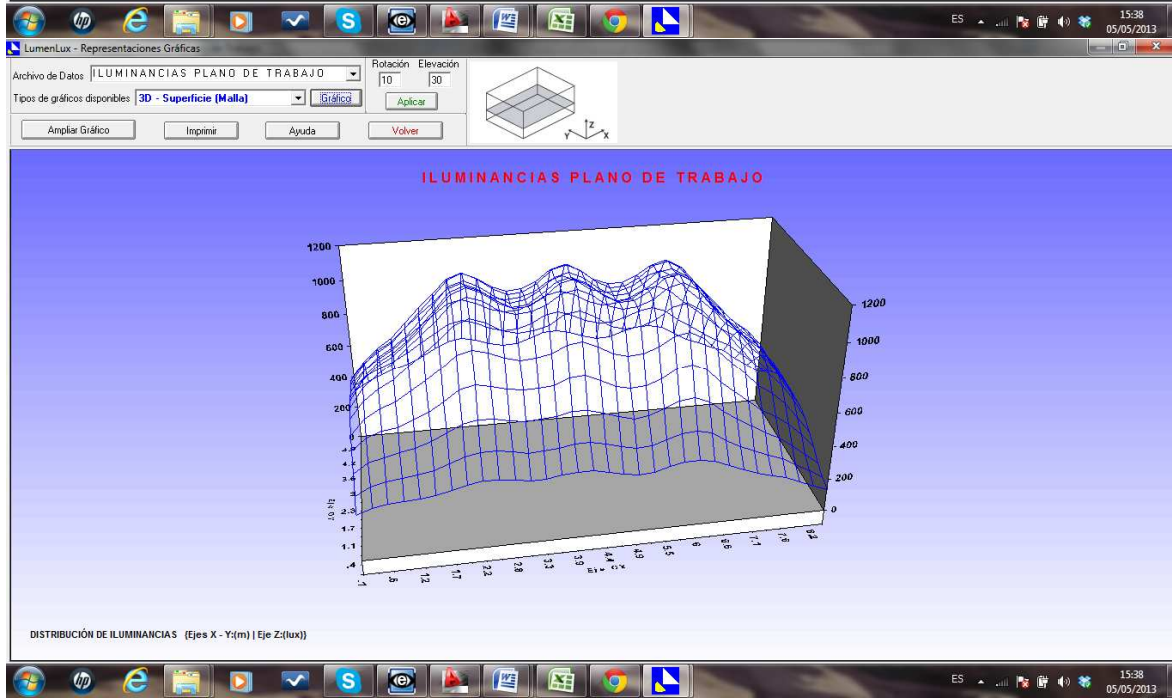 ES 15:38
05/05/2013
LumenLux - Representaciones Gráficas
Archivo de Datos ILUMINANCIAS PLANO DE TRABAJO
Rotación Elevación
10 30
Tipos de gráficos disponibles 3D - Superficie (Malla) Gráfico Aplicar
Ampliar Gráfico Imprimir Ayuda Volver
Z
Y X
ILUMINANCIAS PLANO DE TRABAJO
1200
1000
800
600
400
200
0
3.6
3
2.3
1.7
1.1
.4
.1 .6 1.2 1.7 2.2 2.8 3.3 3.9 4.4 4.9 5.5 6 6.6 7.1 7.6 8.2
1200
1000
800
600
400
200
0
DISTRIBUCIÓN DE ILUMINANCIAS {Ejes X - Y:(m) | Eje Z:(lux)}
ES 15:38
05/05/2013